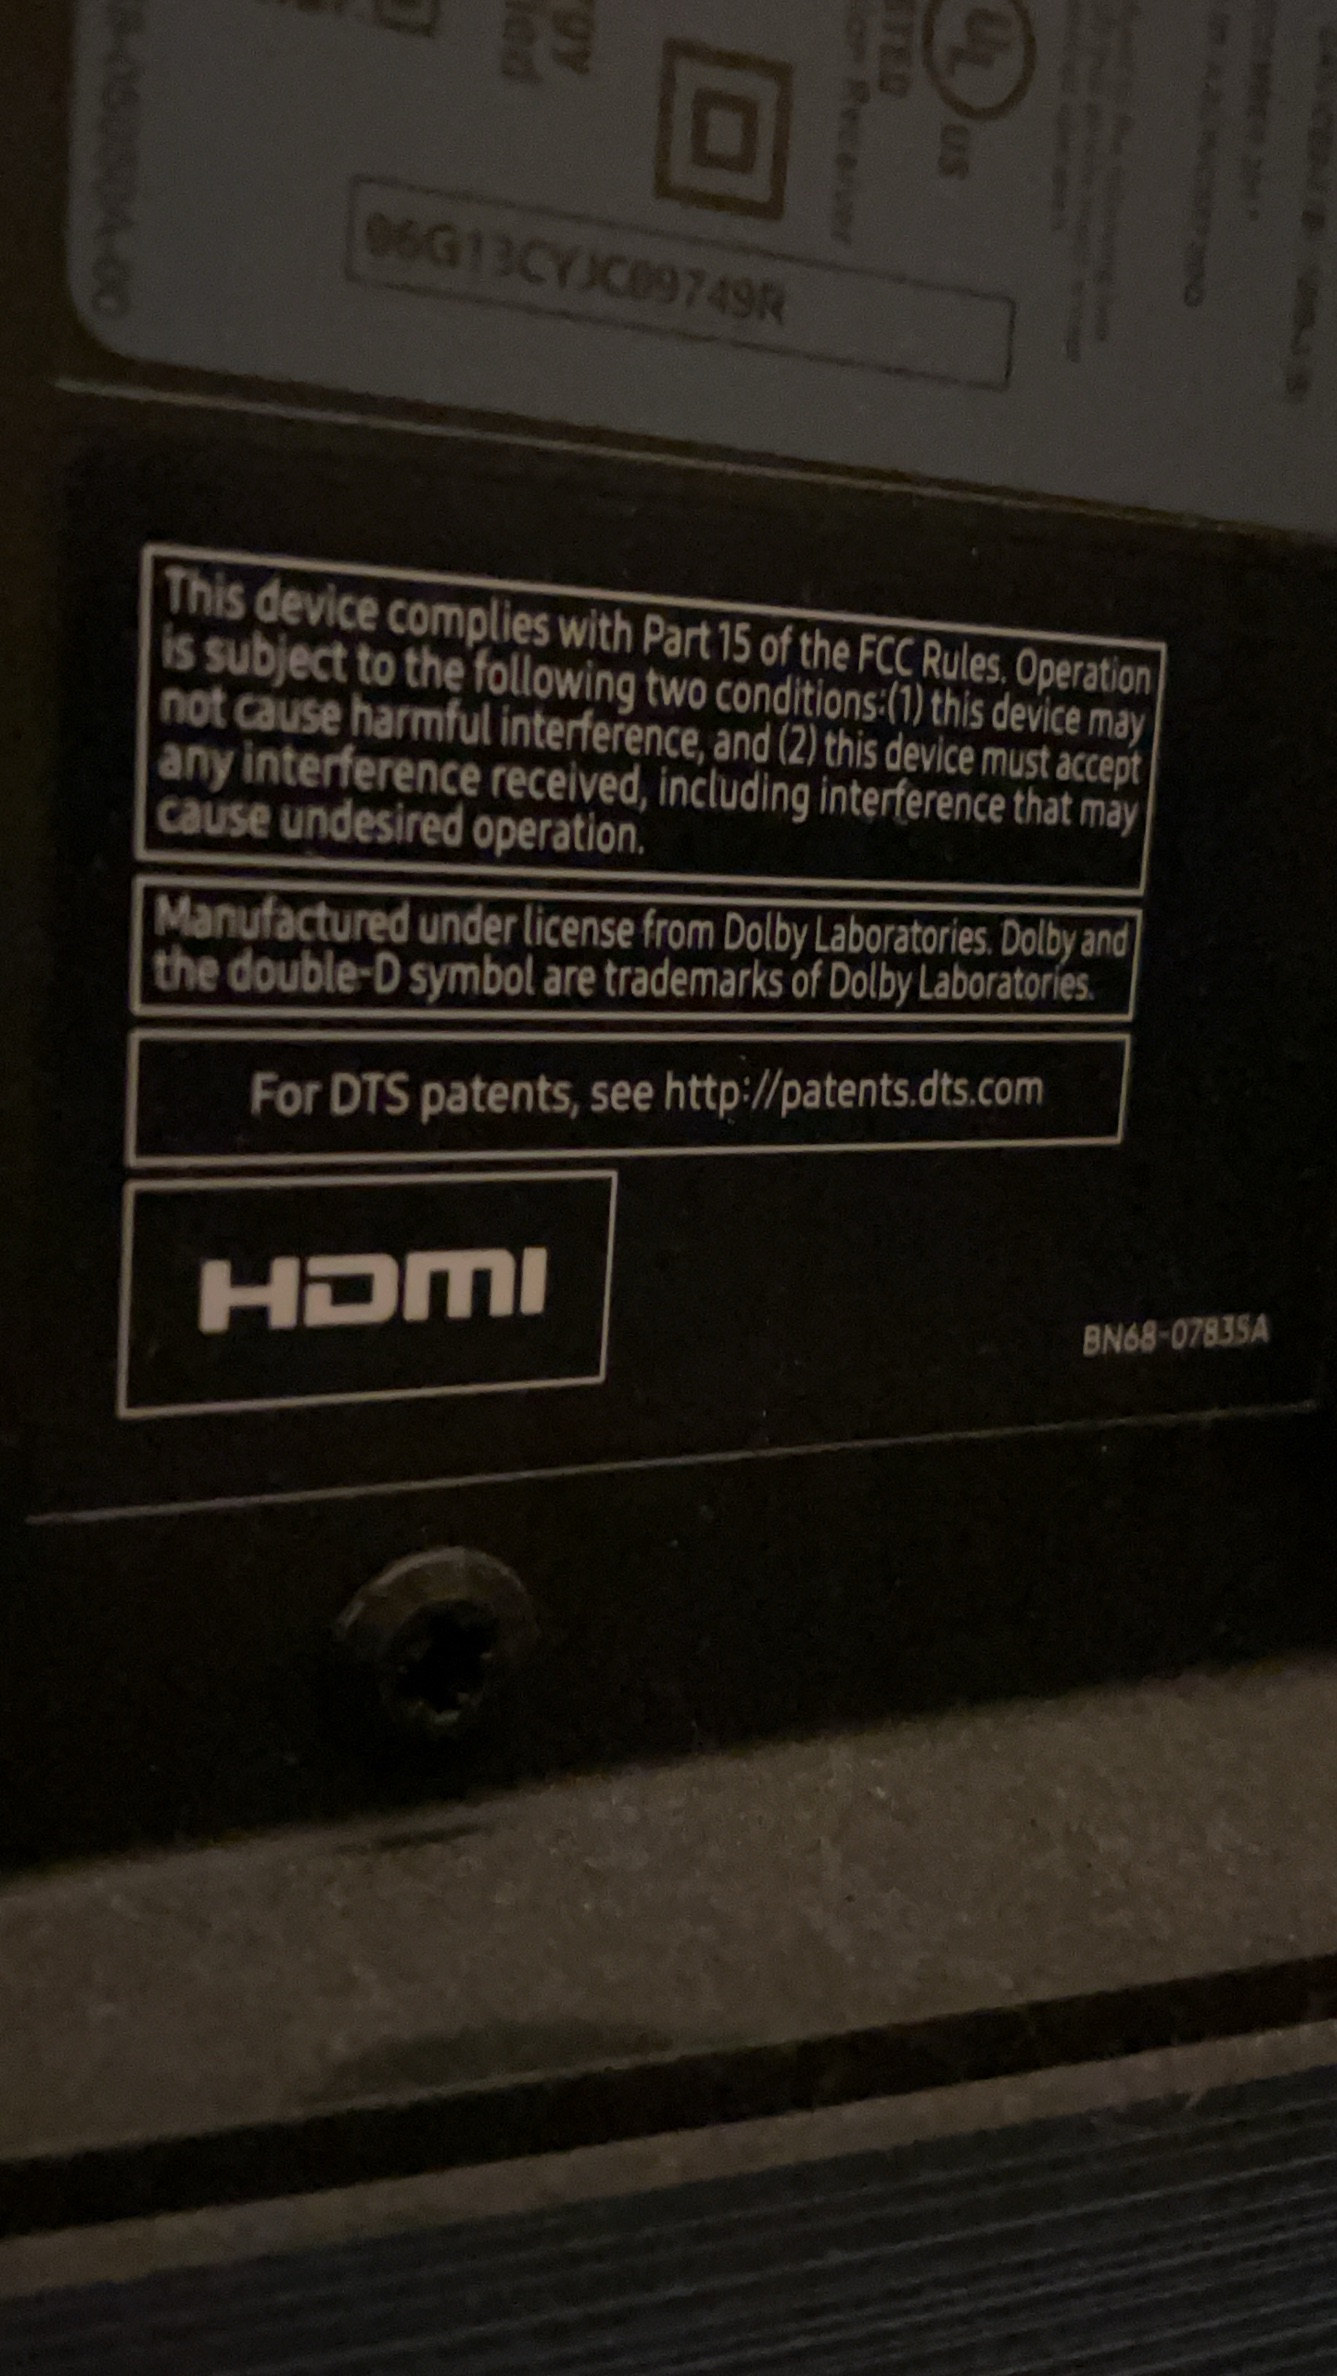 US
06G13CYJC09749R
This device complies with Part 15 of the FCC Rules. Operation
is subject to the following two conditions:(1) this device may
not cause harmful interference, and (2) this device must accept
any interference received, including interference that may
cause undesired operation.
Manufactured under license from Dolby Laboratories. Dolby and
the double-D symbol are trademarks of Dolby Laboratories.
For DTS patents, see http://patents.dts.com
HDMI
BN68-07835A